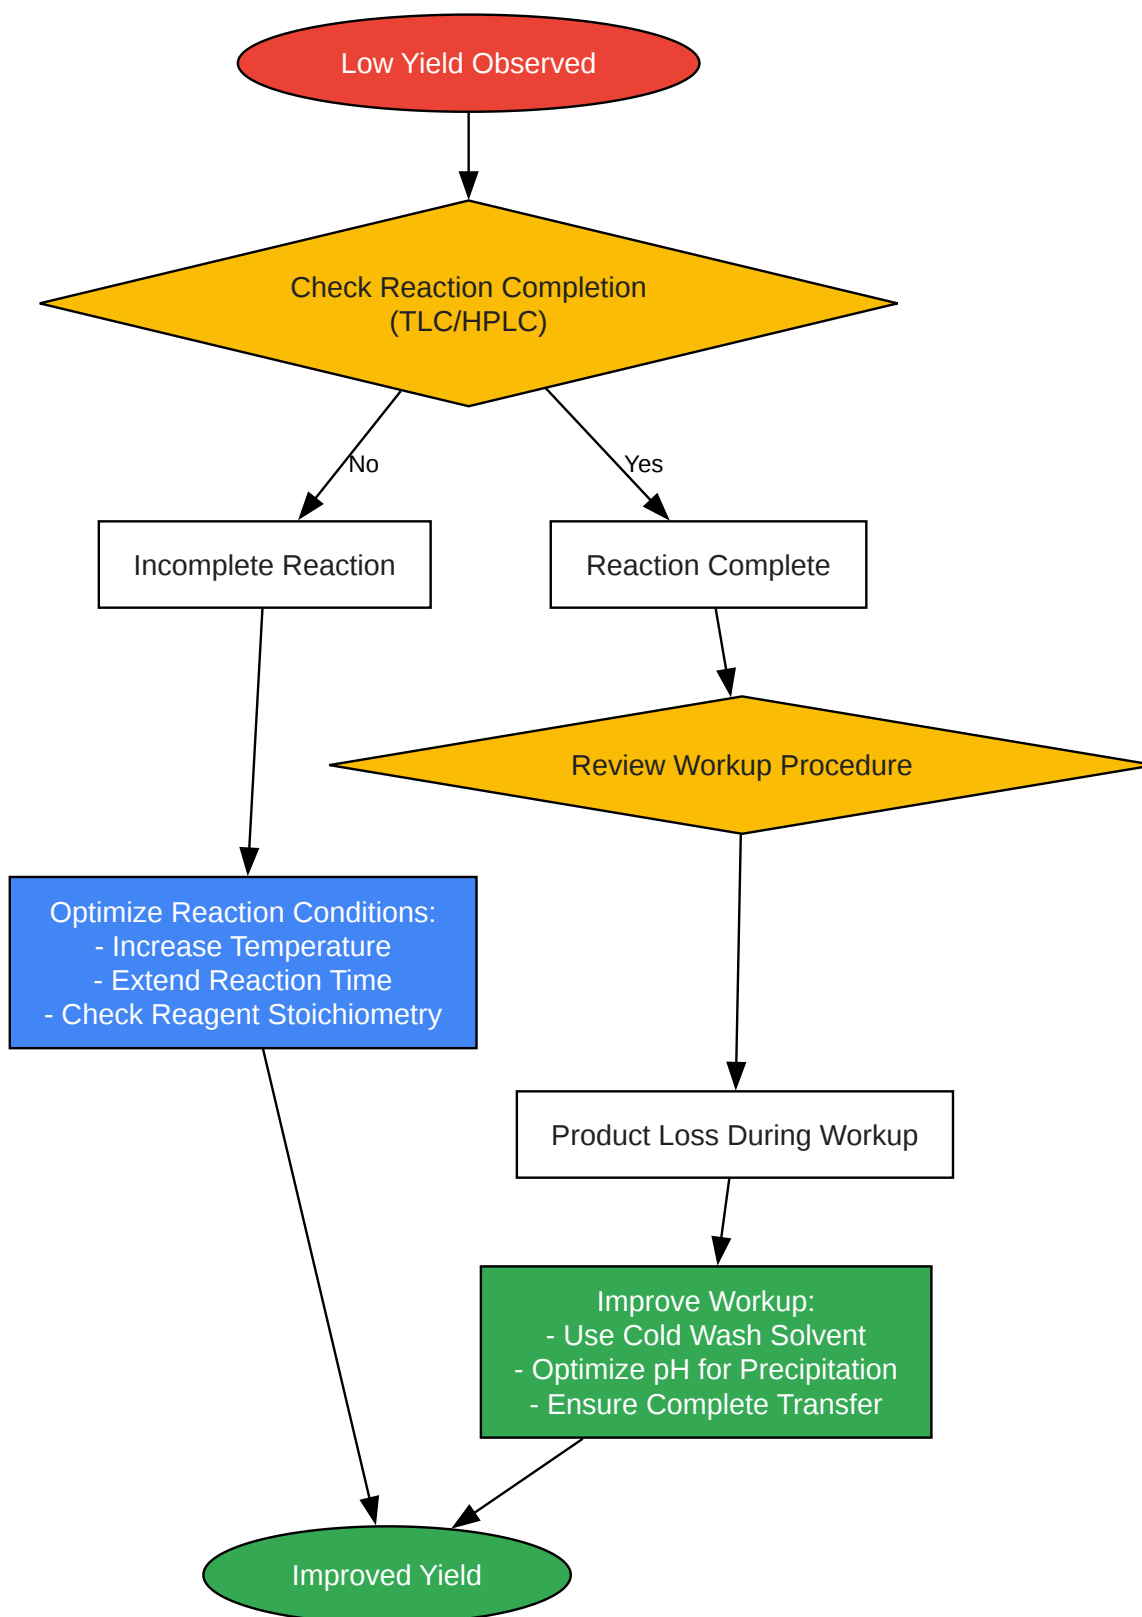 Low Yield Observed
Check Reaction Completion
(TLC/HPLC)
No
Yes
Incomplete Reaction
Reaction Complete
Review Workup Procedure
Optimize Reaction Conditions:
- Increase Temperature
- Extend Reaction Time
- Check Reagent Stoichiometry
Product Loss During Workup
Improve Workup:
- Use Cold Wash Solvent
- Optimize pH for Precipitation
- Ensure Complete Transfer
Improved Yield